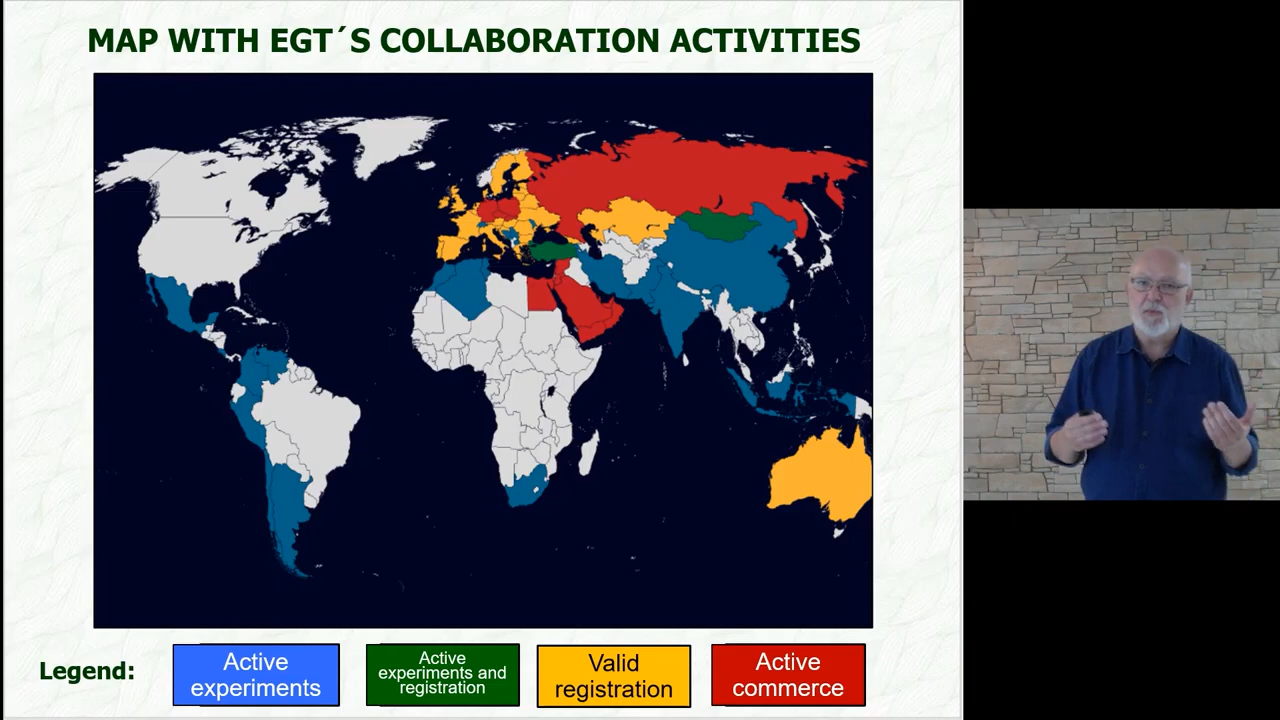 MAP WITH EGT´S COLLABORATION ACTIVITIES
Legend:
Active
experiments
Active
experiments and
registration
Valid
registration
Active
commerce